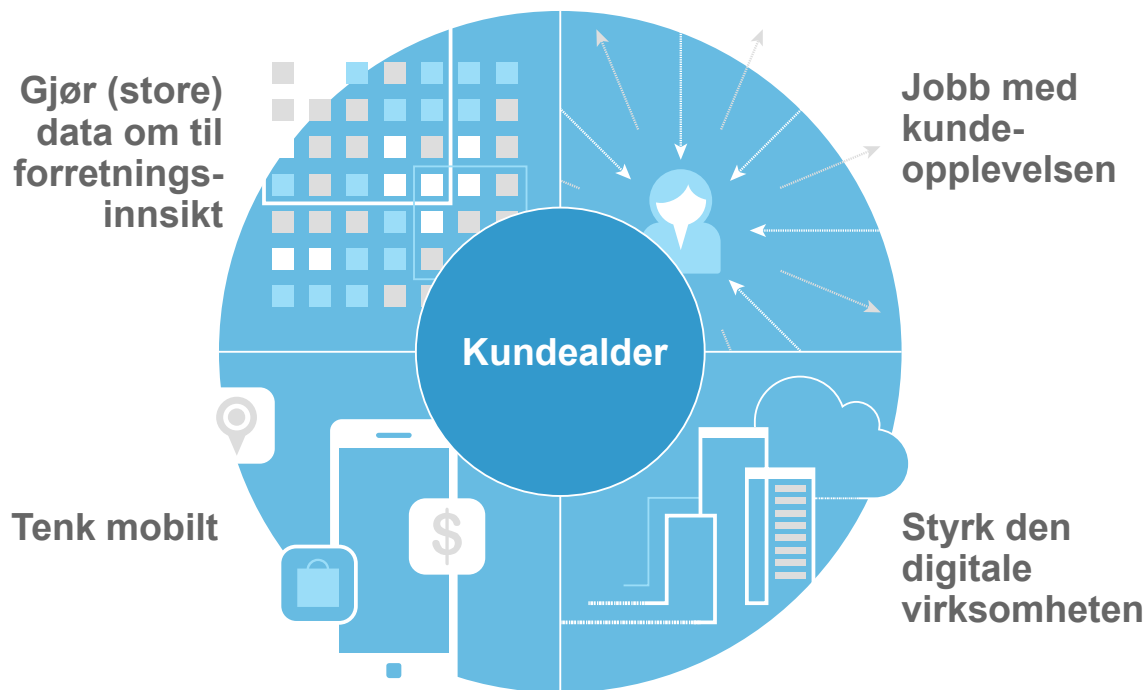 Gjør (store)
data om til
forretnings-
innsikt
Jobb med
kunde-
opplevelsen
Kundealder
Tenk mobilt
$
Styrk den
digitale
virksomheten